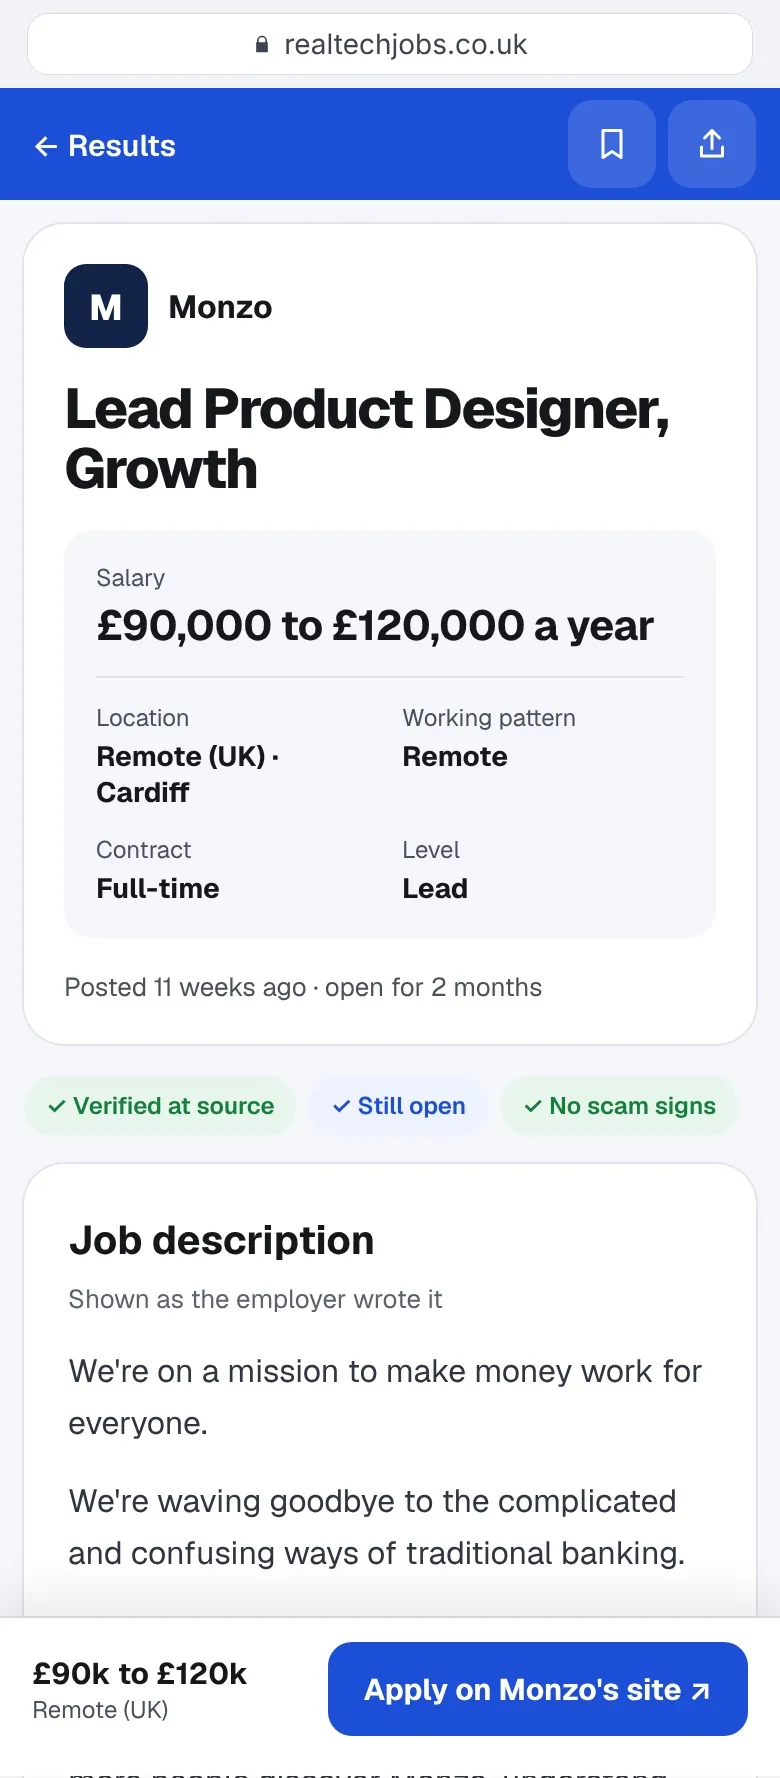 realtechjobs.co.uk
← Results
M
Monzo
Lead Product Designer,
Growth
Salary
£90,000 to £120,000 a year
Location
Working pattern
Remote (UK) ·
Cardiff
Remote
Contract
Level
Full-time
Lead
Posted 11 weeks ago · open for 2 months
✓ Verified at source
✓ Still open
✓ No scam signs
Job description
Shown as the employer wrote it
We're on a mission to make money work for
everyone.
We're waving goodbye to the complicated
and confusing ways of traditional banking.
£90k to £120k
Remote (UK)
Apply on Monzo's site ↗